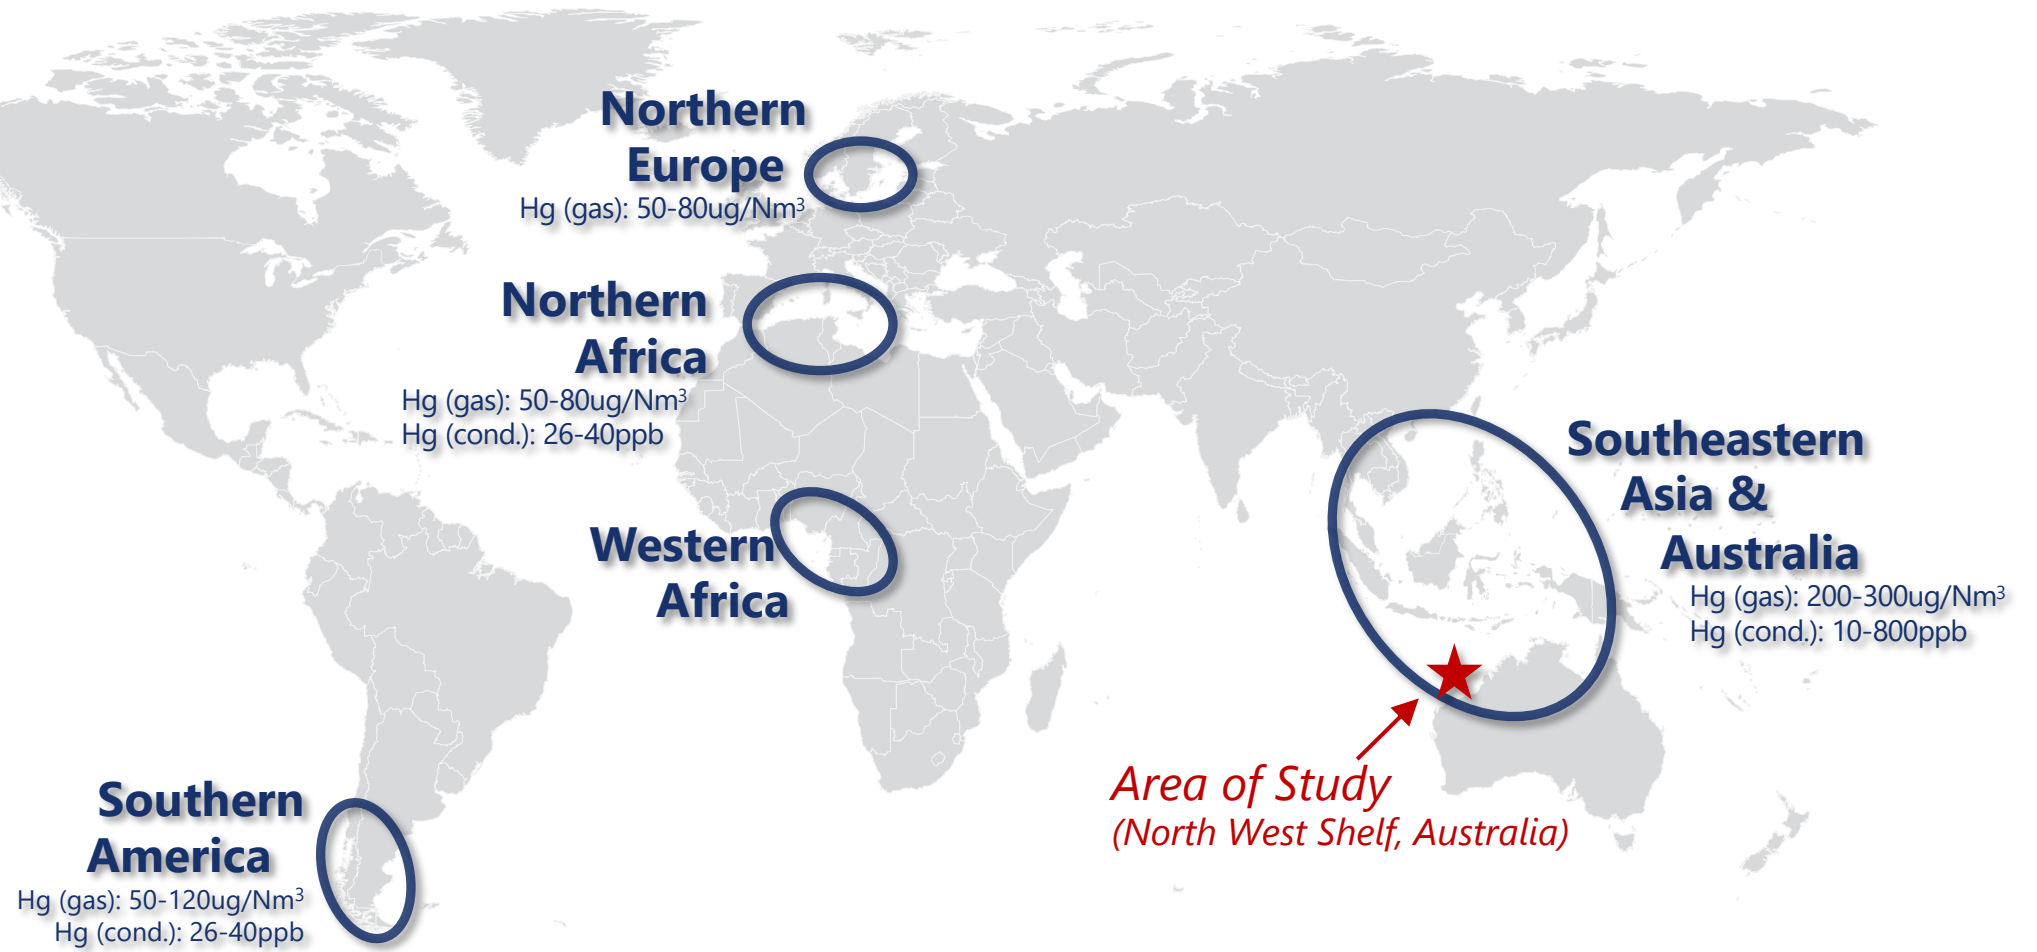 Northern
Europe
Hg (gas): 50-80ug/Nm³
Northern
Africa
Hg (gas): 50-80ug/Nm³
Hg (cond.): 26-40ppb
Western
Africa
Southeastern
Asia &
Australia
Hg (gas): 200-300ug/Nm³
Hg (cond.): 10-800ppb
Area of Study
(North West Shelf, Australia)
Southern
America
Hg (gas): 50-120ug/Nm³
Hg (cond.): 26-40ppb